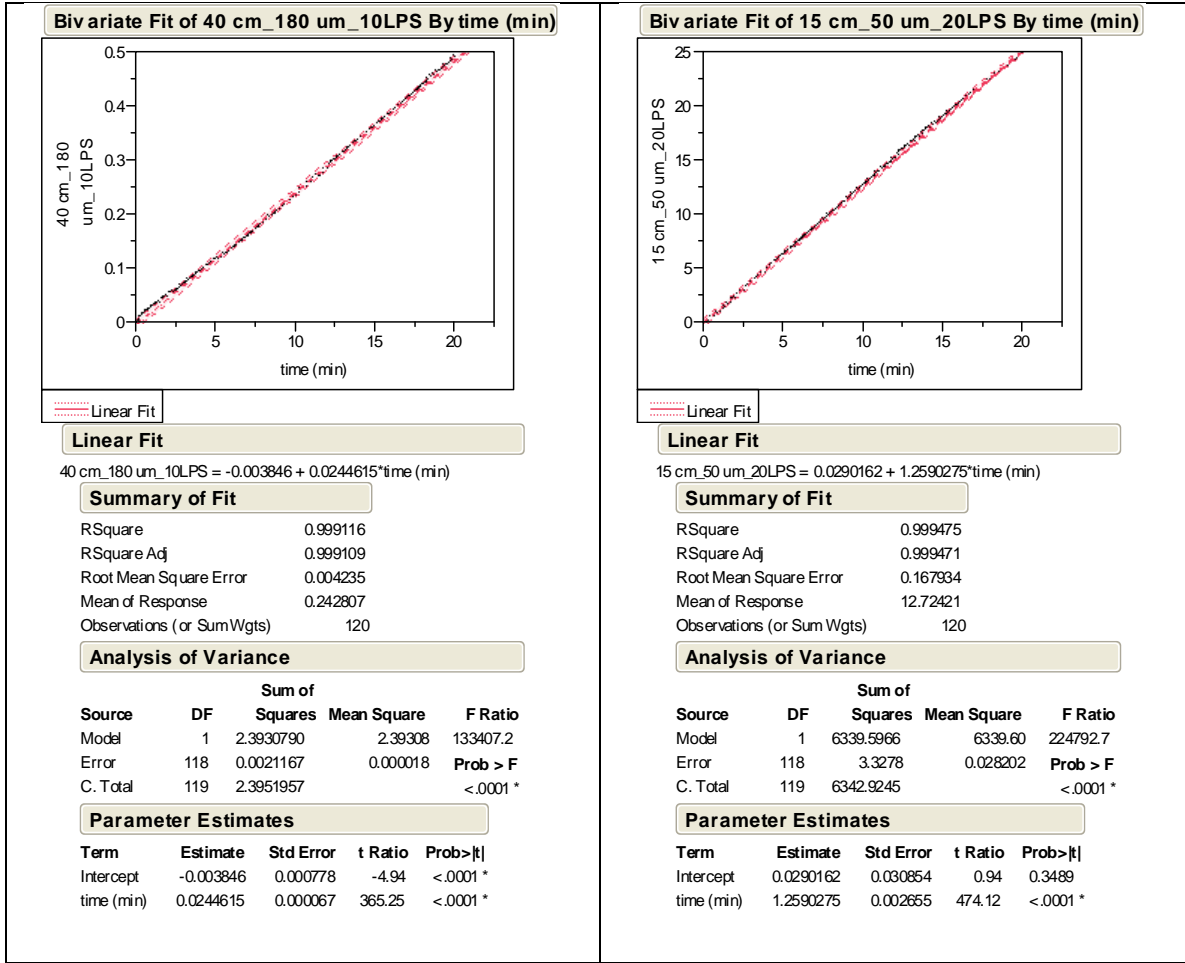 Bivariate Fit of 40 cm_180 um_10LPS By time (min)
40 cm_180
um_10LPS
0.5
0.4
0.3
0.2
0.1
0
0 5 10 15 20
time (min)
Linear Fit
Linear Fit
40 cm_180 um_10LPS = -0.003846 + 0.0244615*time (min)
Summary of Fit
RSquare 0.999116
RSquare Adj 0.999109
Root Mean Square Error 0.004235
Mean of Response 0.242807
Observations (or Sum Wgts) 120
Analysis of Variance
Sum of
Source DF Squares Mean Square F Ratio
Model 1 2.3930790 2.39308 133407.2
Error 118 0.0021167 0.000018 Prob > F
C. Total 119 2.3951957 <.0001 *
Parameter Estimates
Term Estimate Std Error t Ratio Prob>|t|
Intercept -0.003846 0.000778 -4.94 <.0001 *
time (min) 0.0244615 0.000067 365.25 <.0001 *
Bivariate Fit of 15 cm_50 um_20LPS By time (min)
15 cm_50 um_20LPS
25
20
15
10
5
0
0 5 10 15 20
time (min)
Linear Fit
Linear Fit
15 cm_50 um_20LPS = 0.0290162 + 1.2590275*time (min)
Summary of Fit
RSquare 0.999475
RSquare Adj 0.999471
Root Mean Square Error 0.167934
Mean of Response 12.72421
Observations (or Sum Wgts) 120
Analysis of Variance
Sum of
Source DF Squares Mean Square F Ratio
Model 1 6339.5966 6339.60 224792.7
Error 118 3.3278 0.028202 Prob > F
C. Total 119 6342.9245 <.0001 *
Parameter Estimates
Term Estimate Std Error t Ratio Prob>|t|
Intercept 0.0290162 0.030854 0.94 0.3489
time (min) 1.2590275 0.002655 474.12 <.0001 *